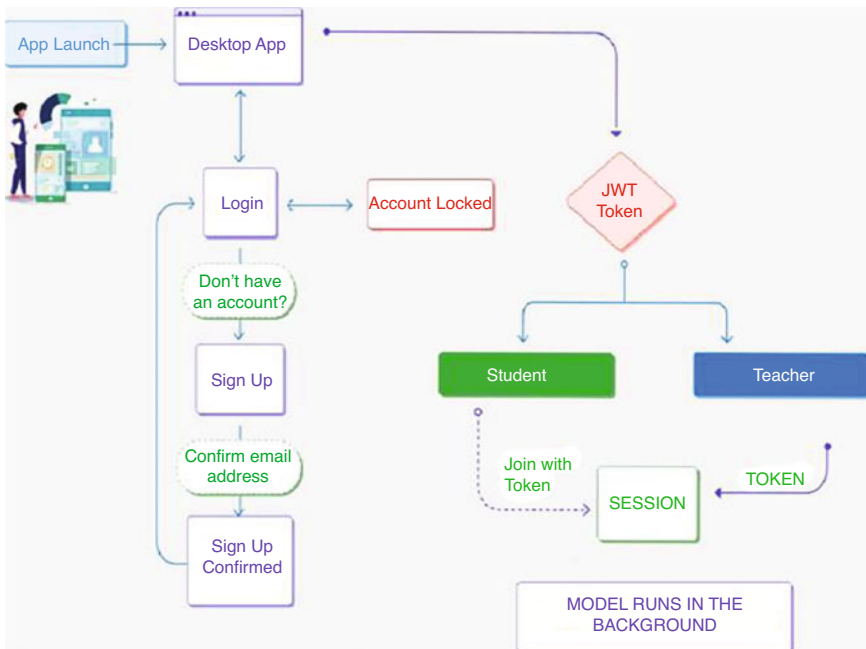 App Launch
Desktop App
Login
Account Locked
JWT
Token
Don't have
an account?
Sign Up
Student
Teacher
Confirm email
address
Join with
Token
SESSION
TOKEN
Sign Up
Confirmed
MODEL RUNS IN THE
BACKGROUND